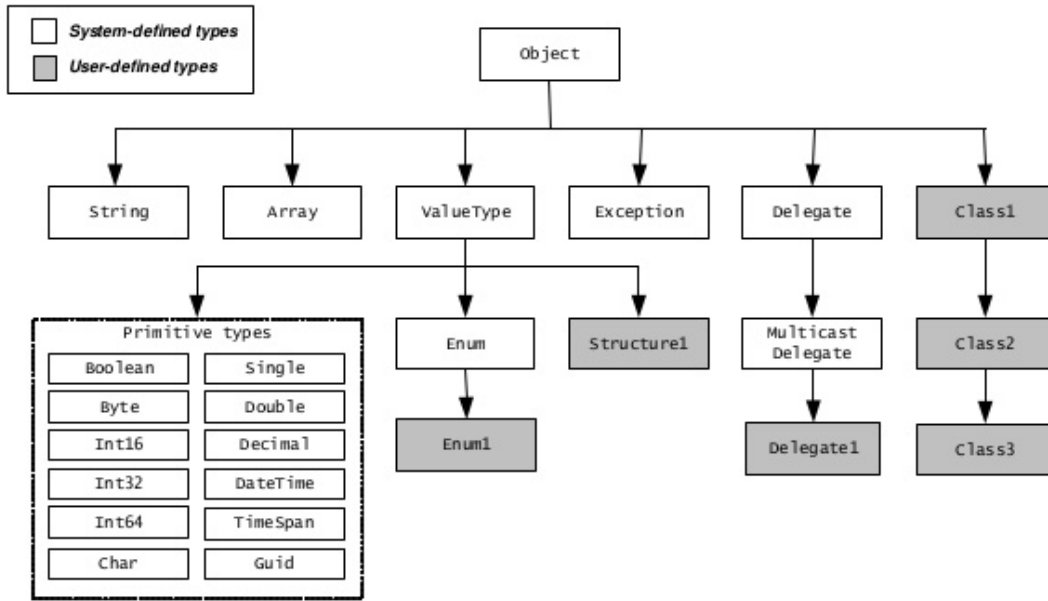 System-defined types
User-defined types
Object
String
Array
ValueType
Exception
Delegate
Class1
Primitive types
Boolean
Single
Byte
Double
Int16
Decimal
Int32
DateTime
Int64
TimeSpan
Char
Guid
Enum
Structure1
Multicast
Delegate
Class2
Enum1
Delegate1
Class3